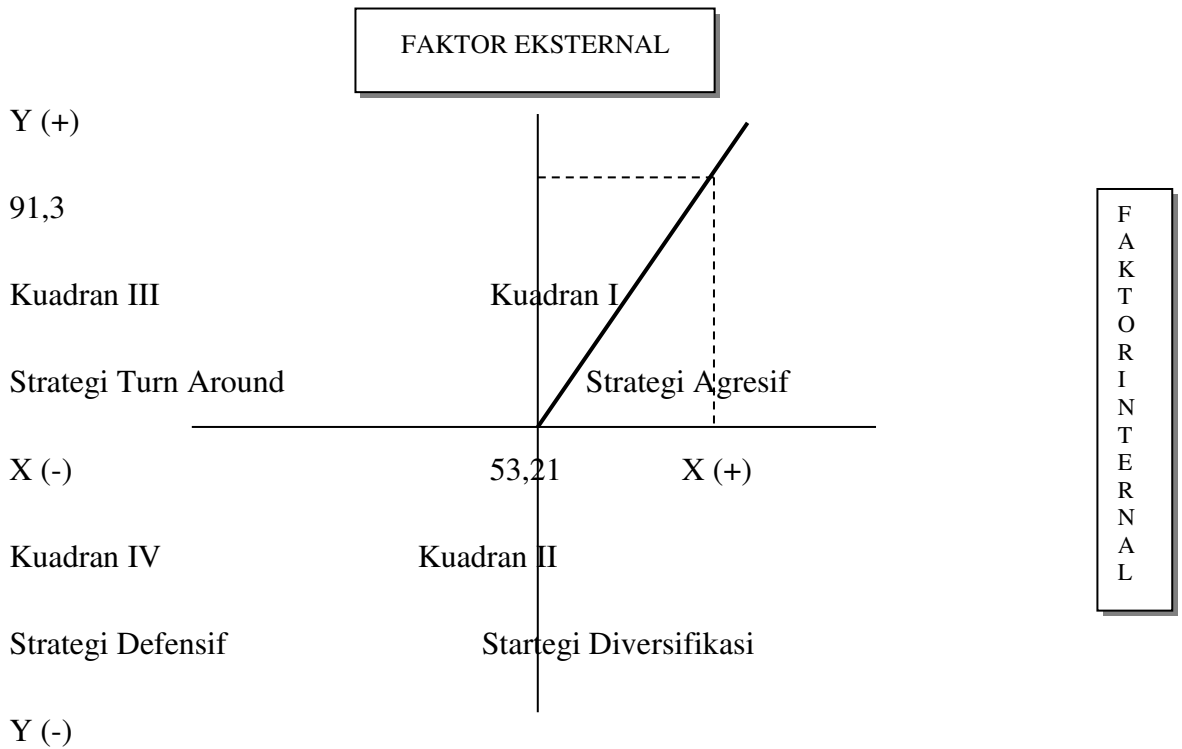 FAKTOR EKSTERNAL
Y (+)
91,3
Kuadran III Kuadran I
Strategi Turn Around Strategi Agresif
X (-) 53,21 X (+)
Kuadran IV Kuadran II
Strategi Defensif Startegi Diversifikasi
Y (-)
F
A
K
T
O
R
I
N
T
E
R
N
A
L